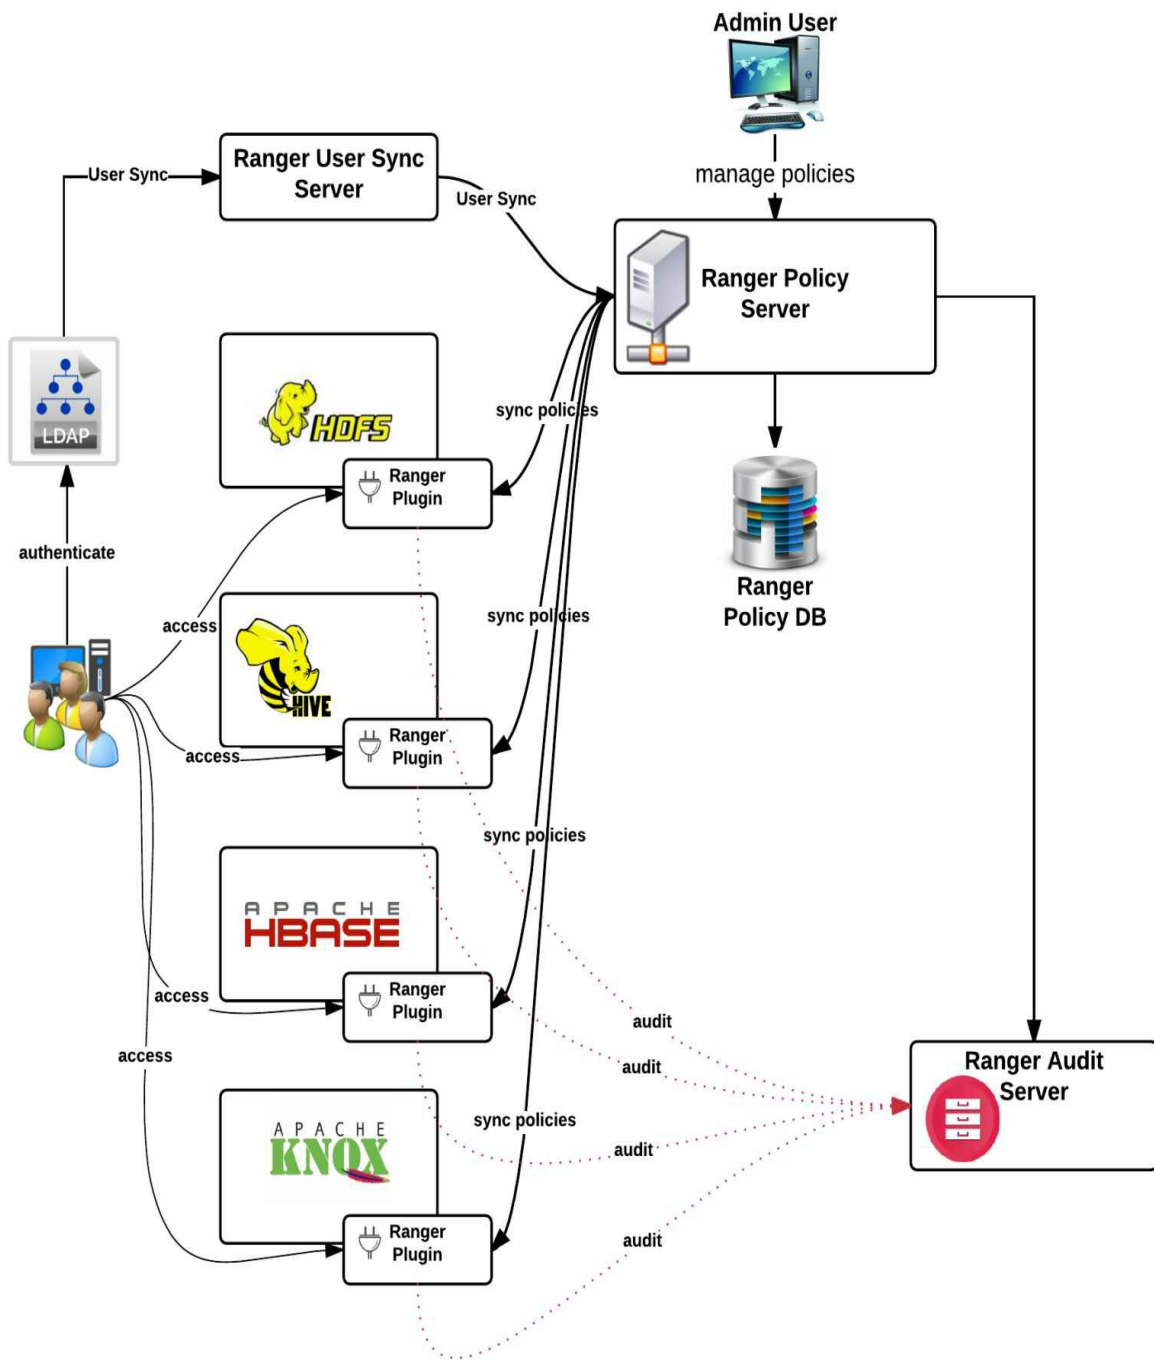 Admin User
manage policies
User Sync
Ranger User Sync
Server
User Sync
Ranger Policy
Server
LDAP
HDFS
Ranger
Plugin
sync policies
authenticate
access
Ranger
Policy DB
HIVE
Ranger
Plugin
sync policies
access
sync policies
APACHE
HBASE
Ranger
Plugin
access
audit
access
audit
Ranger Audit
Server
APACHE
KNOX
sync policies
audit
Ranger
Plugin
audit